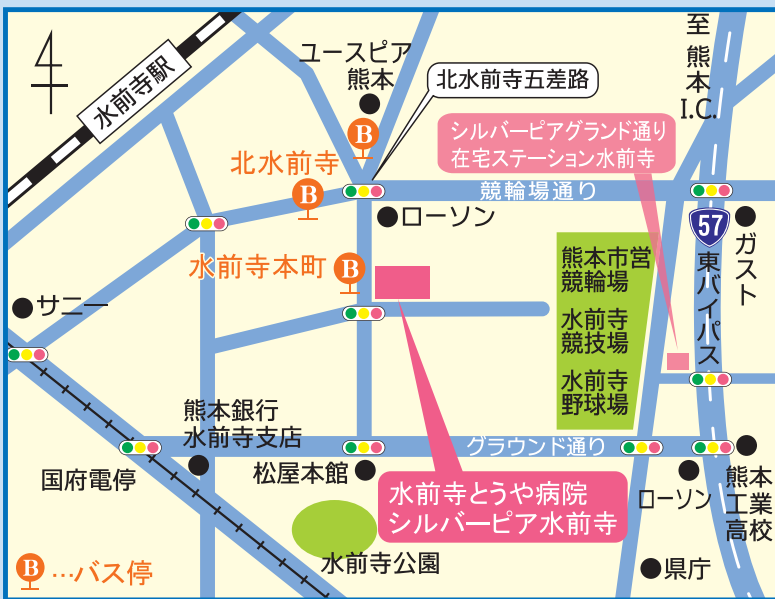 水前寺駅
ユースピア
熊本
B
北水前寺五差路
至
熊本
I.C.
シルバーピアグランド通り
在宅ステーション水前寺
北水前寺
B
競輪場通り
ローソン
57
ガスト
東バイパス
水前寺本町
B
熊本市営
競輪場
水前寺
競技場
水前寺
野球場
サニー
熊本銀行
水前寺支店
グラウンド通り
国府電停
松屋本館
水前寺とうや病院
シルバーピア水前寺
ローソン
熊本
工業
高校
水前寺公園
県庁
B
…バス停